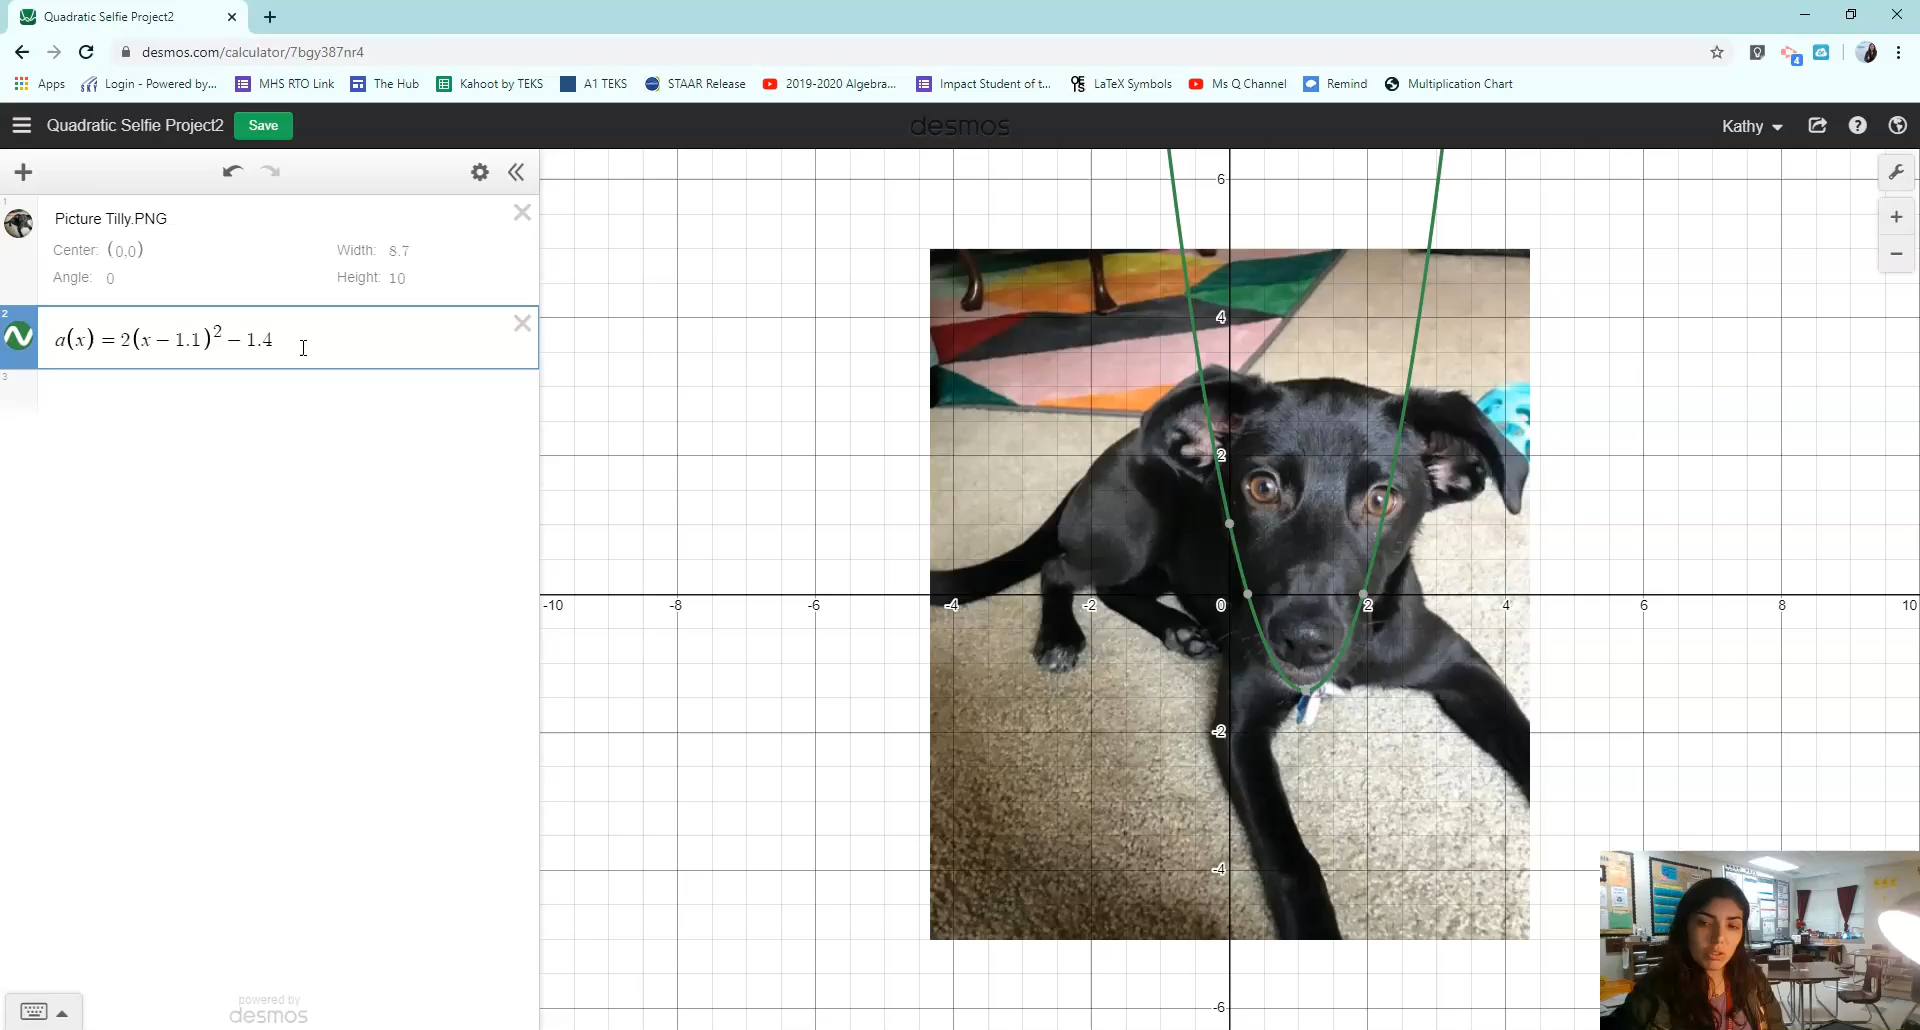 Quadratic Selfie Project2
desmos.com/calculator/7bgy387nr4
Apps Login - Powered by... MHS RTO Link The Hub Kahoot by TEKS A1 TEKS STAAR Release 2019-2020 Algebra... Impact Student of t... LaTeX Symbols Ms Q Channel Remind Multiplication Chart
4
Quadratic Selfie Project2 Save desmos Kathy
1
Picture Tilly.PNG
Center: (0,0) Width: 8.7
Angle: 0 Height: 10
2
a(x) = 2(x − 1.1)² − 1.4
3
6
4
2
-10 -8 -6 -4 -2 0 2 4 6 8 10
-2
-4
-6
powered by
desmos